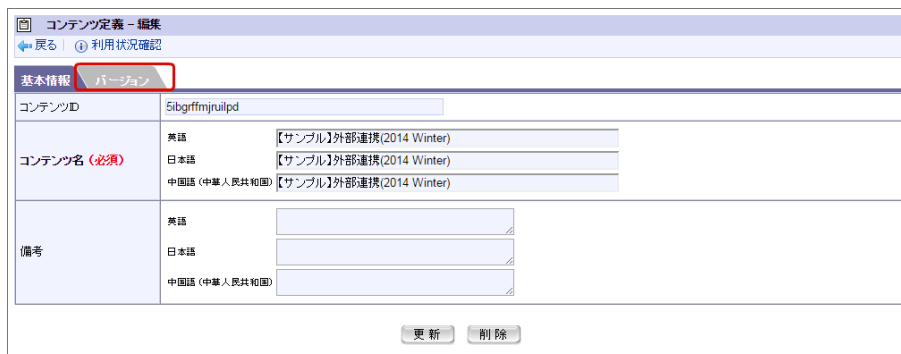 コンテンツ定義 - 編集
戻る ⓘ 利用状況確認
基本情報 バージョン
コンテンツID 5ibgrffmjruilpd
英語 【サンプル】外部連携(2014 Winter)
コンテンツ名 (必須) 日本語 【サンプル】外部連携(2014 Winter)
中国語 (中華人民共和国) 【サンプル】外部連携(2014 Winter)
英語
備考 日本語
中国語 (中華人民共和国)
更新 削除